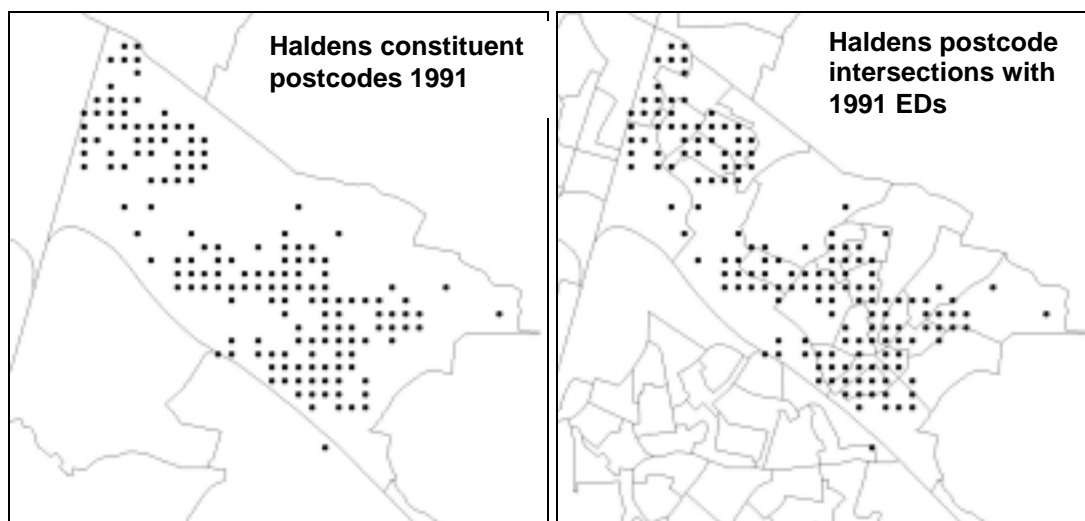 Haldens constituent
postcodes 1991
Haldens postcode
intersections with
1991 EDs